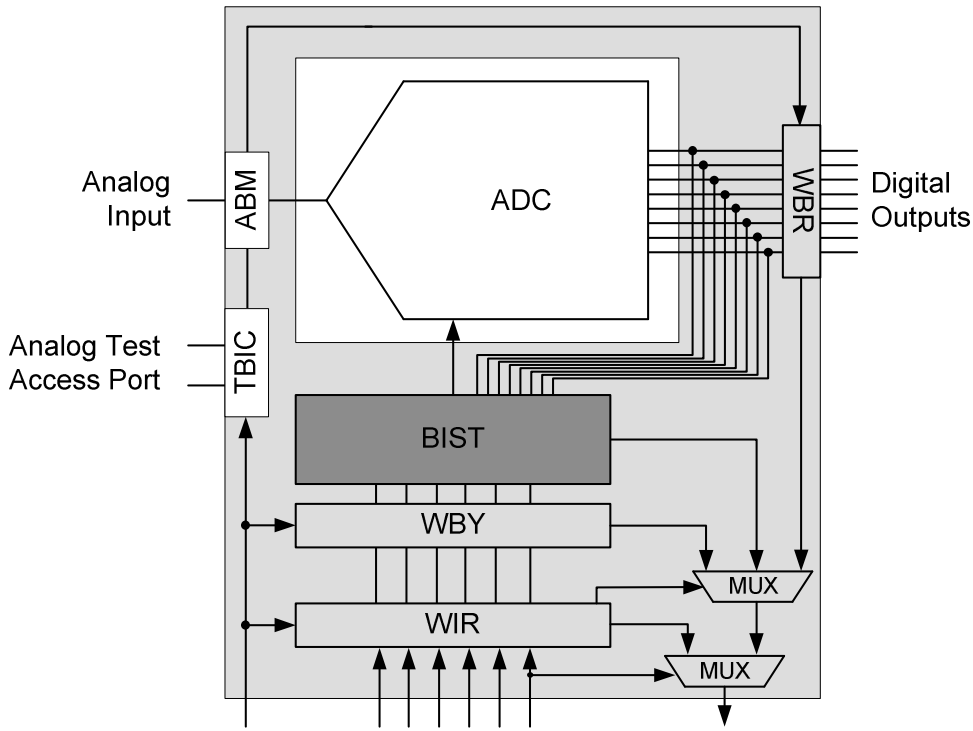 Analog
Input
ABM
ADC
WBR
Digital
Outputs
Analog Test
Access Port
TBIC
BIST
WBY
MUX
WIR
MUX